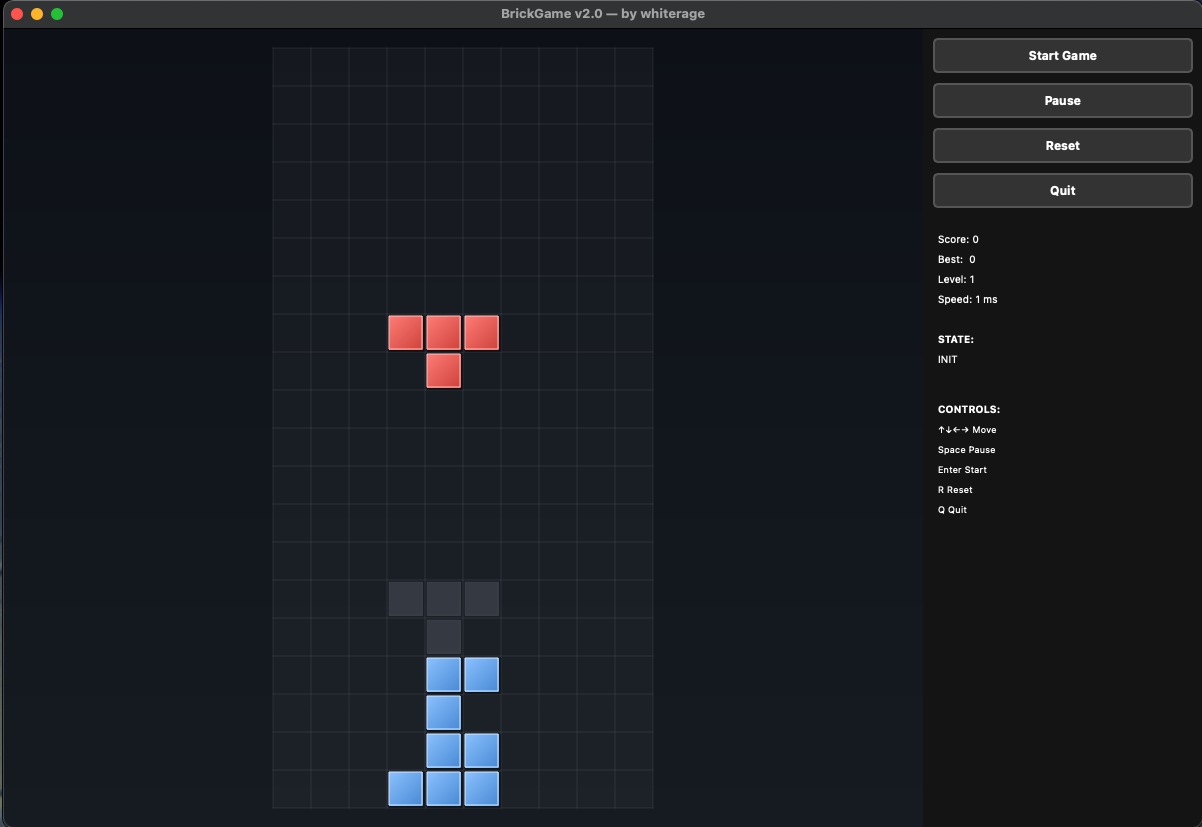 BrickGame v2.0 — by whiterage
Start Game
Pause
Reset
Quit
Score: 0
Best: 0
Level: 1
Speed: 1 ms
STATE:
INIT
CONTROLS:
↑↓←→ Move
Space Pause
Enter Start
R Reset
Q Quit